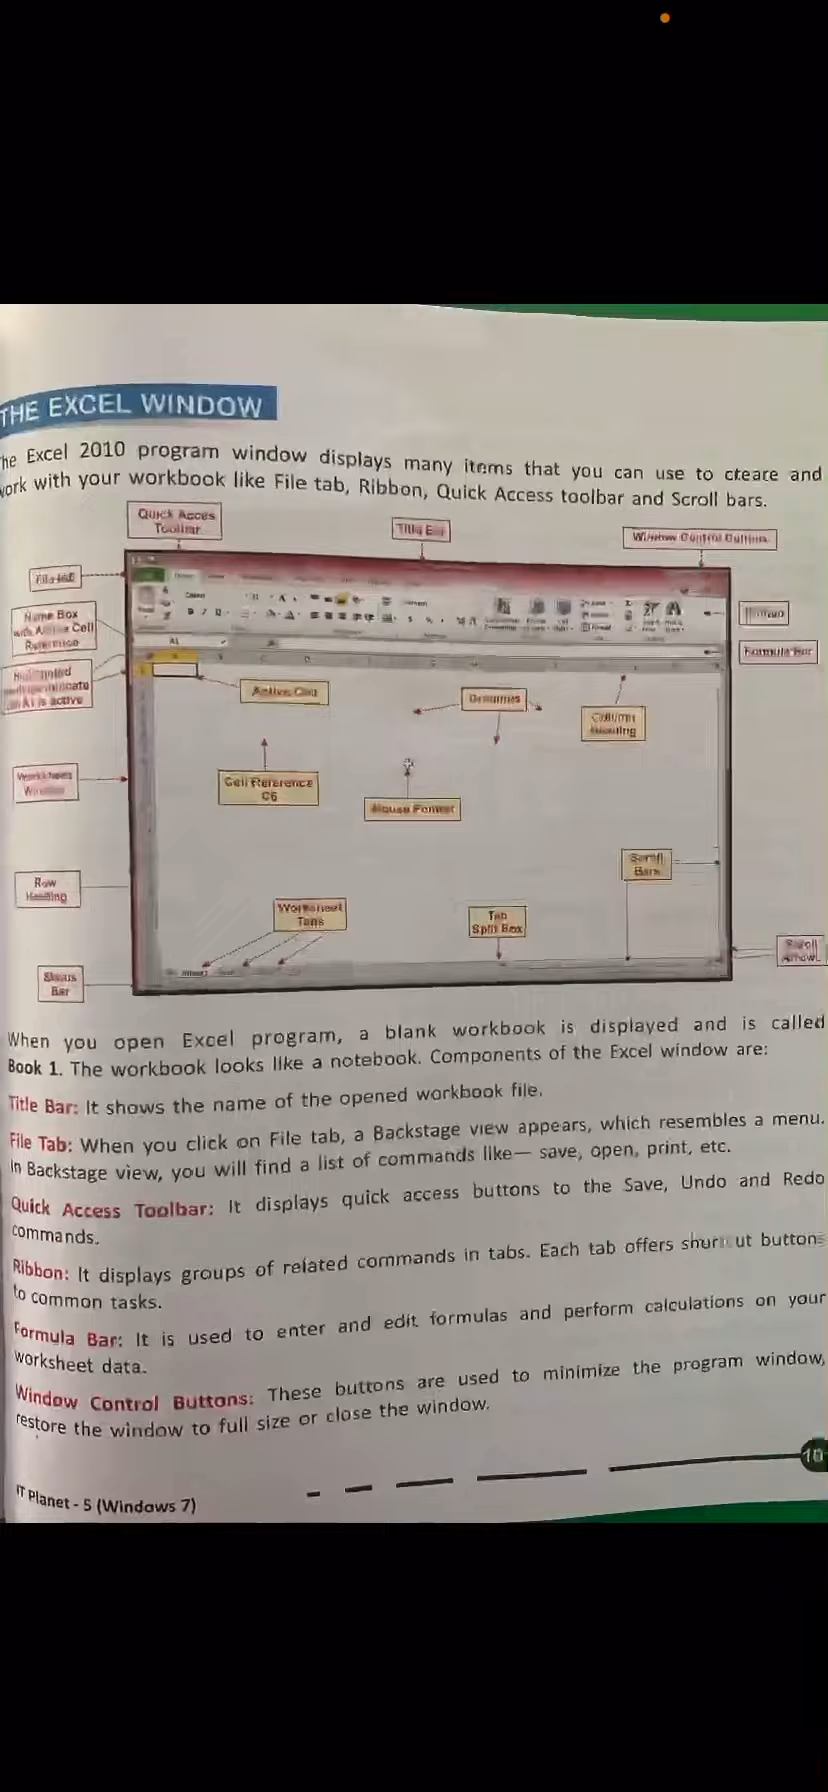 THE EXCEL WINDOW
The Excel 2010 program window displays many items that you can use to cteare and
work with your workbook like File tab, Ribbon, Quick Access toolbar and Scroll bars.
Quick Acces
Toolbar
Title Bar
Window Control Buttons
File tab
Name Box
with Active Cell
Reference
Ribbon
Formula Bar
A1
is active
Active Cell
Column
Heading
Cell Reference
C6
Mouse Pointer
Worksheet
Window
Scroll
Bars
Row
Heading
Worksheet
Tabs
Tab
Split Box
Scroll
Arrow
Status
Bar
When you open Excel program, a blank workbook is displayed and is called
Book 1. The workbook looks like a notebook. Components of the Excel window are:
Title Bar: It shows the name of the opened workbook file.
File Tab: When you click on File tab, a Backstage view appears, which resembles a menu.
In Backstage view, you will find a list of commands like— save, open, print, etc.
Quick Access Toolbar: It displays quick access buttons to the Save, Undo and Redo
commands.
Ribbon: It displays groups of related commands in tabs. Each tab offers shortcut buttons
to common tasks.
Formula Bar: It is used to enter and edit formulas and perform calculations on your
worksheet data.
Window Control Buttons: These buttons are used to minimize the program window,
restore the window to full size or close the window.
IT Planet - 5 (Windows 7)